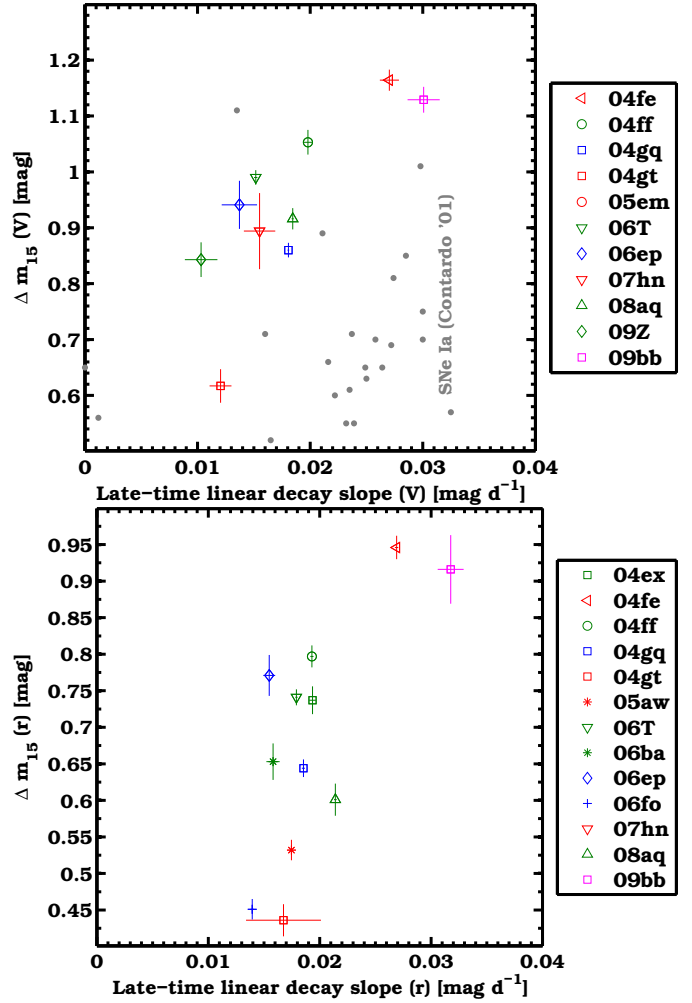 1.2
1.1
1
0.9
0.8
0.7
0.6
Δ m15 (V) [mag]
SNe Ia (Contardo '01)
0
0.01
0.02
0.03
0.04
Late−time linear decay slope (V) [mag d−1]
04fe
04ff
04gq
04gt
05em
06T
06ep
07hn
08aq
09Z
09bb
0.95
0.9
0.85
0.8
0.75
0.7
0.65
0.6
0.55
0.5
0.45
Δ m15 (r) [mag]
0
0.01
0.02
0.03
0.04
Late−time linear decay slope (r) [mag d−1]
04ex
04fe
04ff
04gq
04gt
05aw
06T
06ba
06ep
06fo
07hn
08aq
09bb